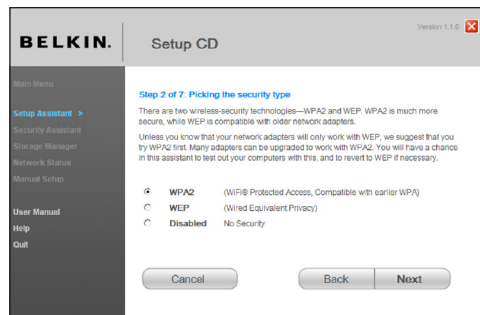 Version 1.1.0
BELKIN.
Setup CD
Main Menu
Setup Assistant >
Security Assistant
Storage Manager
Network Status
Manual Setup
User Manual
Help
Quit
Step 2 of 7: Picking the security type
There are two wireless-security technologies—WPA2 and WEP. WPA2 is much more
secure, while WEP is compatible with older network adapters.
Unless you know that your network adapters will only work with WEP, we suggest that you
try WPA2 first. Many adapters can be upgraded to work with WPA2. You will have a chance
in this assistant to test out your computers with this, and to revert to WEP if necessary.
WPA2 (WiFi® Protected Access, Compatible with earlier WPA)
WEP (Wired Equivalent Privacy)
Disabled No Security
Cancel Back Next